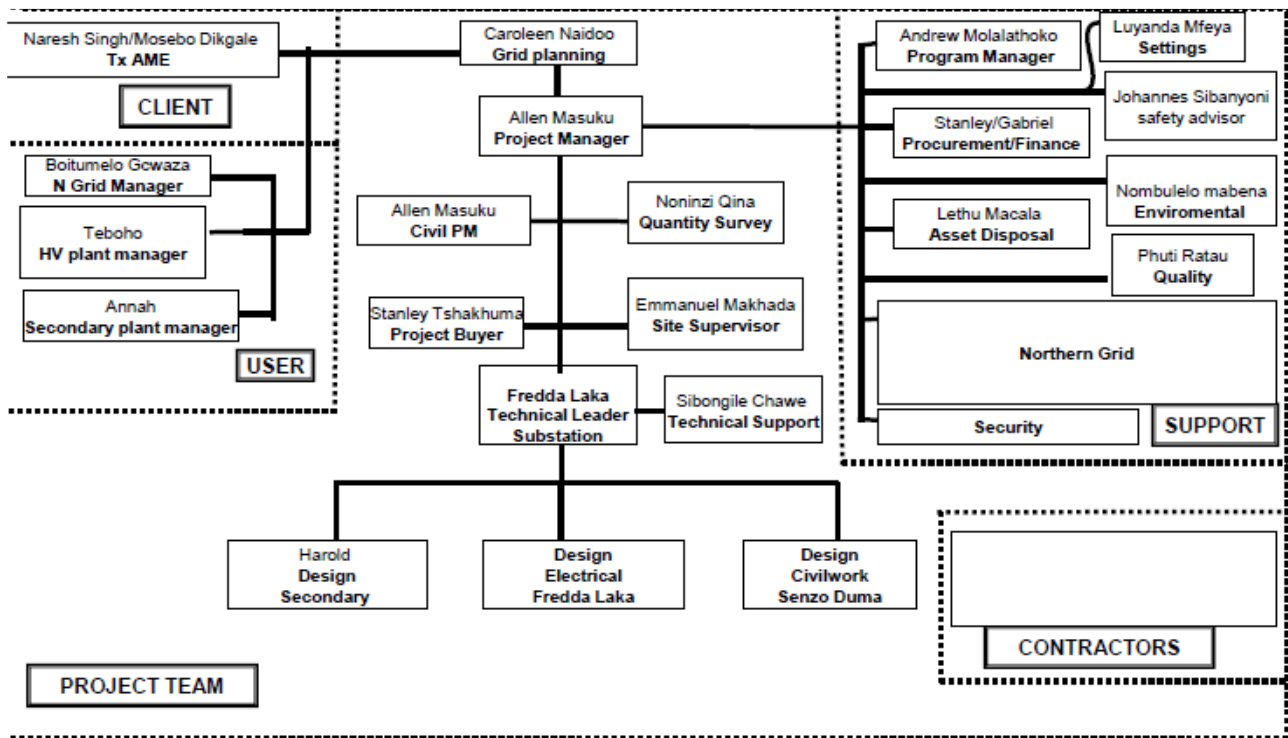 Naresh Singh/Mosebo Dikgale
Tx AME
CLIENT
Boitumelo Gcwaza
N Grid Manager
Teboho
HV plant manager
Annah
Secondary plant manager
USER
Caroleen Naidoo
Grid planning
Allen Masuku
Project Manager
Allen Masuku
Civil PM
Noninzi Qina
Quantity Survey
Stanley Tshakhuma
Project Buyer
Emmanuel Makhada
Site Supervisor
Fredda Laka
Technical Leader
Substation
Sibongile Chawe
Technical Support
Harold
Design
Secondary
Design
Electrical
Fredda Laka
Design
Civilwork
Senzo Duma
PROJECT TEAM
Andrew Molalathoko
Program Manager
Luyanda Mfeya
Settings
Johannes Sibanyoni
safety advisor
Stanley/Gabriel
Procurement/Finance
Nombulelo mabena
Enviromental
Lethu Macala
Asset Disposal
Phuti Ratau
Quality
Northern Grid
Security
SUPPORT
CONTRACTORS